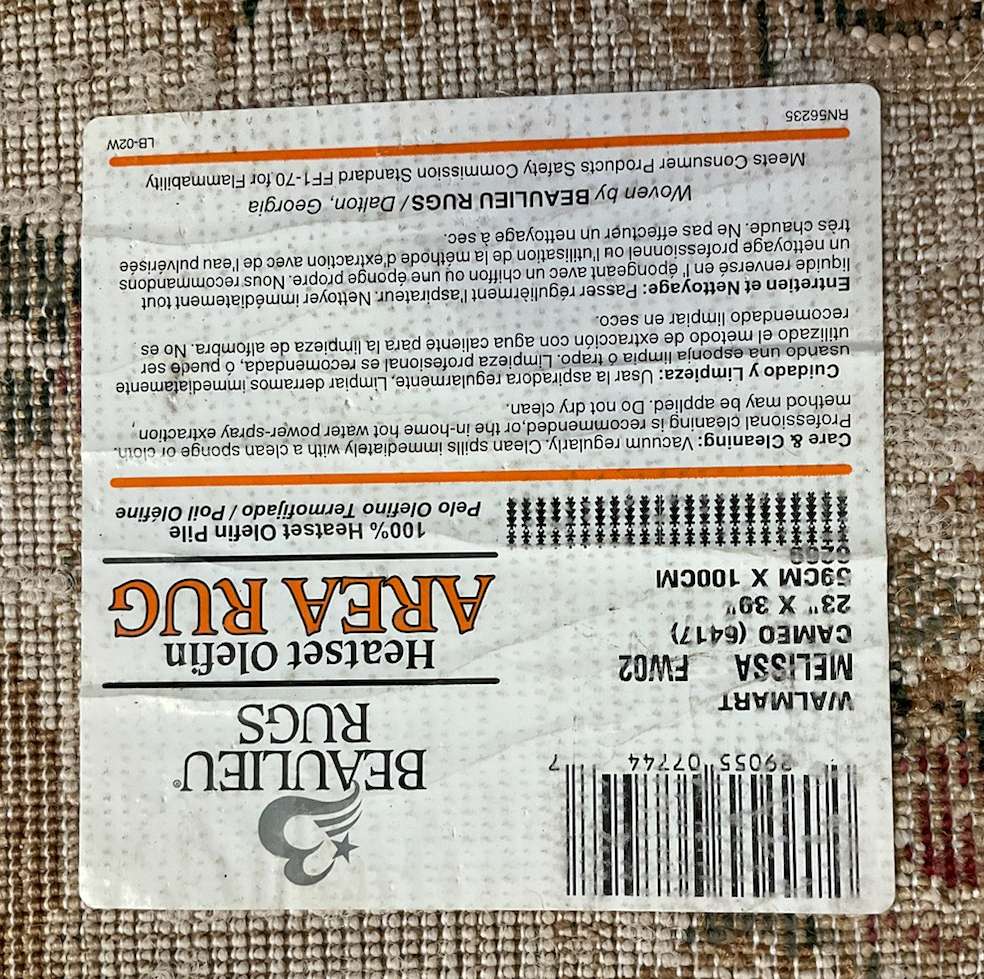 BEAULIEU®
RUGS
39055 07744 7
WALMART
MELISSA FW02
CAMEO (6417)
23" X 39"
59CM X 100CM
Heatset Olefin
AREA RUG
100% Heatset Olefin Pile
Pelo Olefino Termofijado / Poil Oléfine
Care & Cleaning: Vacuum regularly. Clean spills immediately with a clean sponge or cloth.
Professional cleaning is recommended,or the in-home hot water power-spray extraction
method may be applied. Do not dry clean.
Cuidado y Limpieza: Usar la aspiradora regularmente, Limpiar derramos immediatamente
usando una esponja limpia ó trapo. Limpieza profesional es recomendada, ó puede ser
utilizado el metodo de extracción con agua caliente para la limpieza de alfombra. No es
recomendado limpiar en seco.
Entretien et Nettoyage: Passer régullèrment l'aspirateur. Nettoyer immédiatement tout
liquide renversé en l' épongeant avec un chiffon ou une éponge propre. Nous recommandons
un nettoyage professionnel ou l'utilisation de la méthode d'extraction avec de l'eau pulvérisée
très chaude. Ne pas effectuer un nettoyage à sec.
Woven by BEAULIEU RUGS / Dalton, Georgia
Meets Consumer Products Safety Commission Standard FF1-70 for Flammability
RN56235 LB-02W